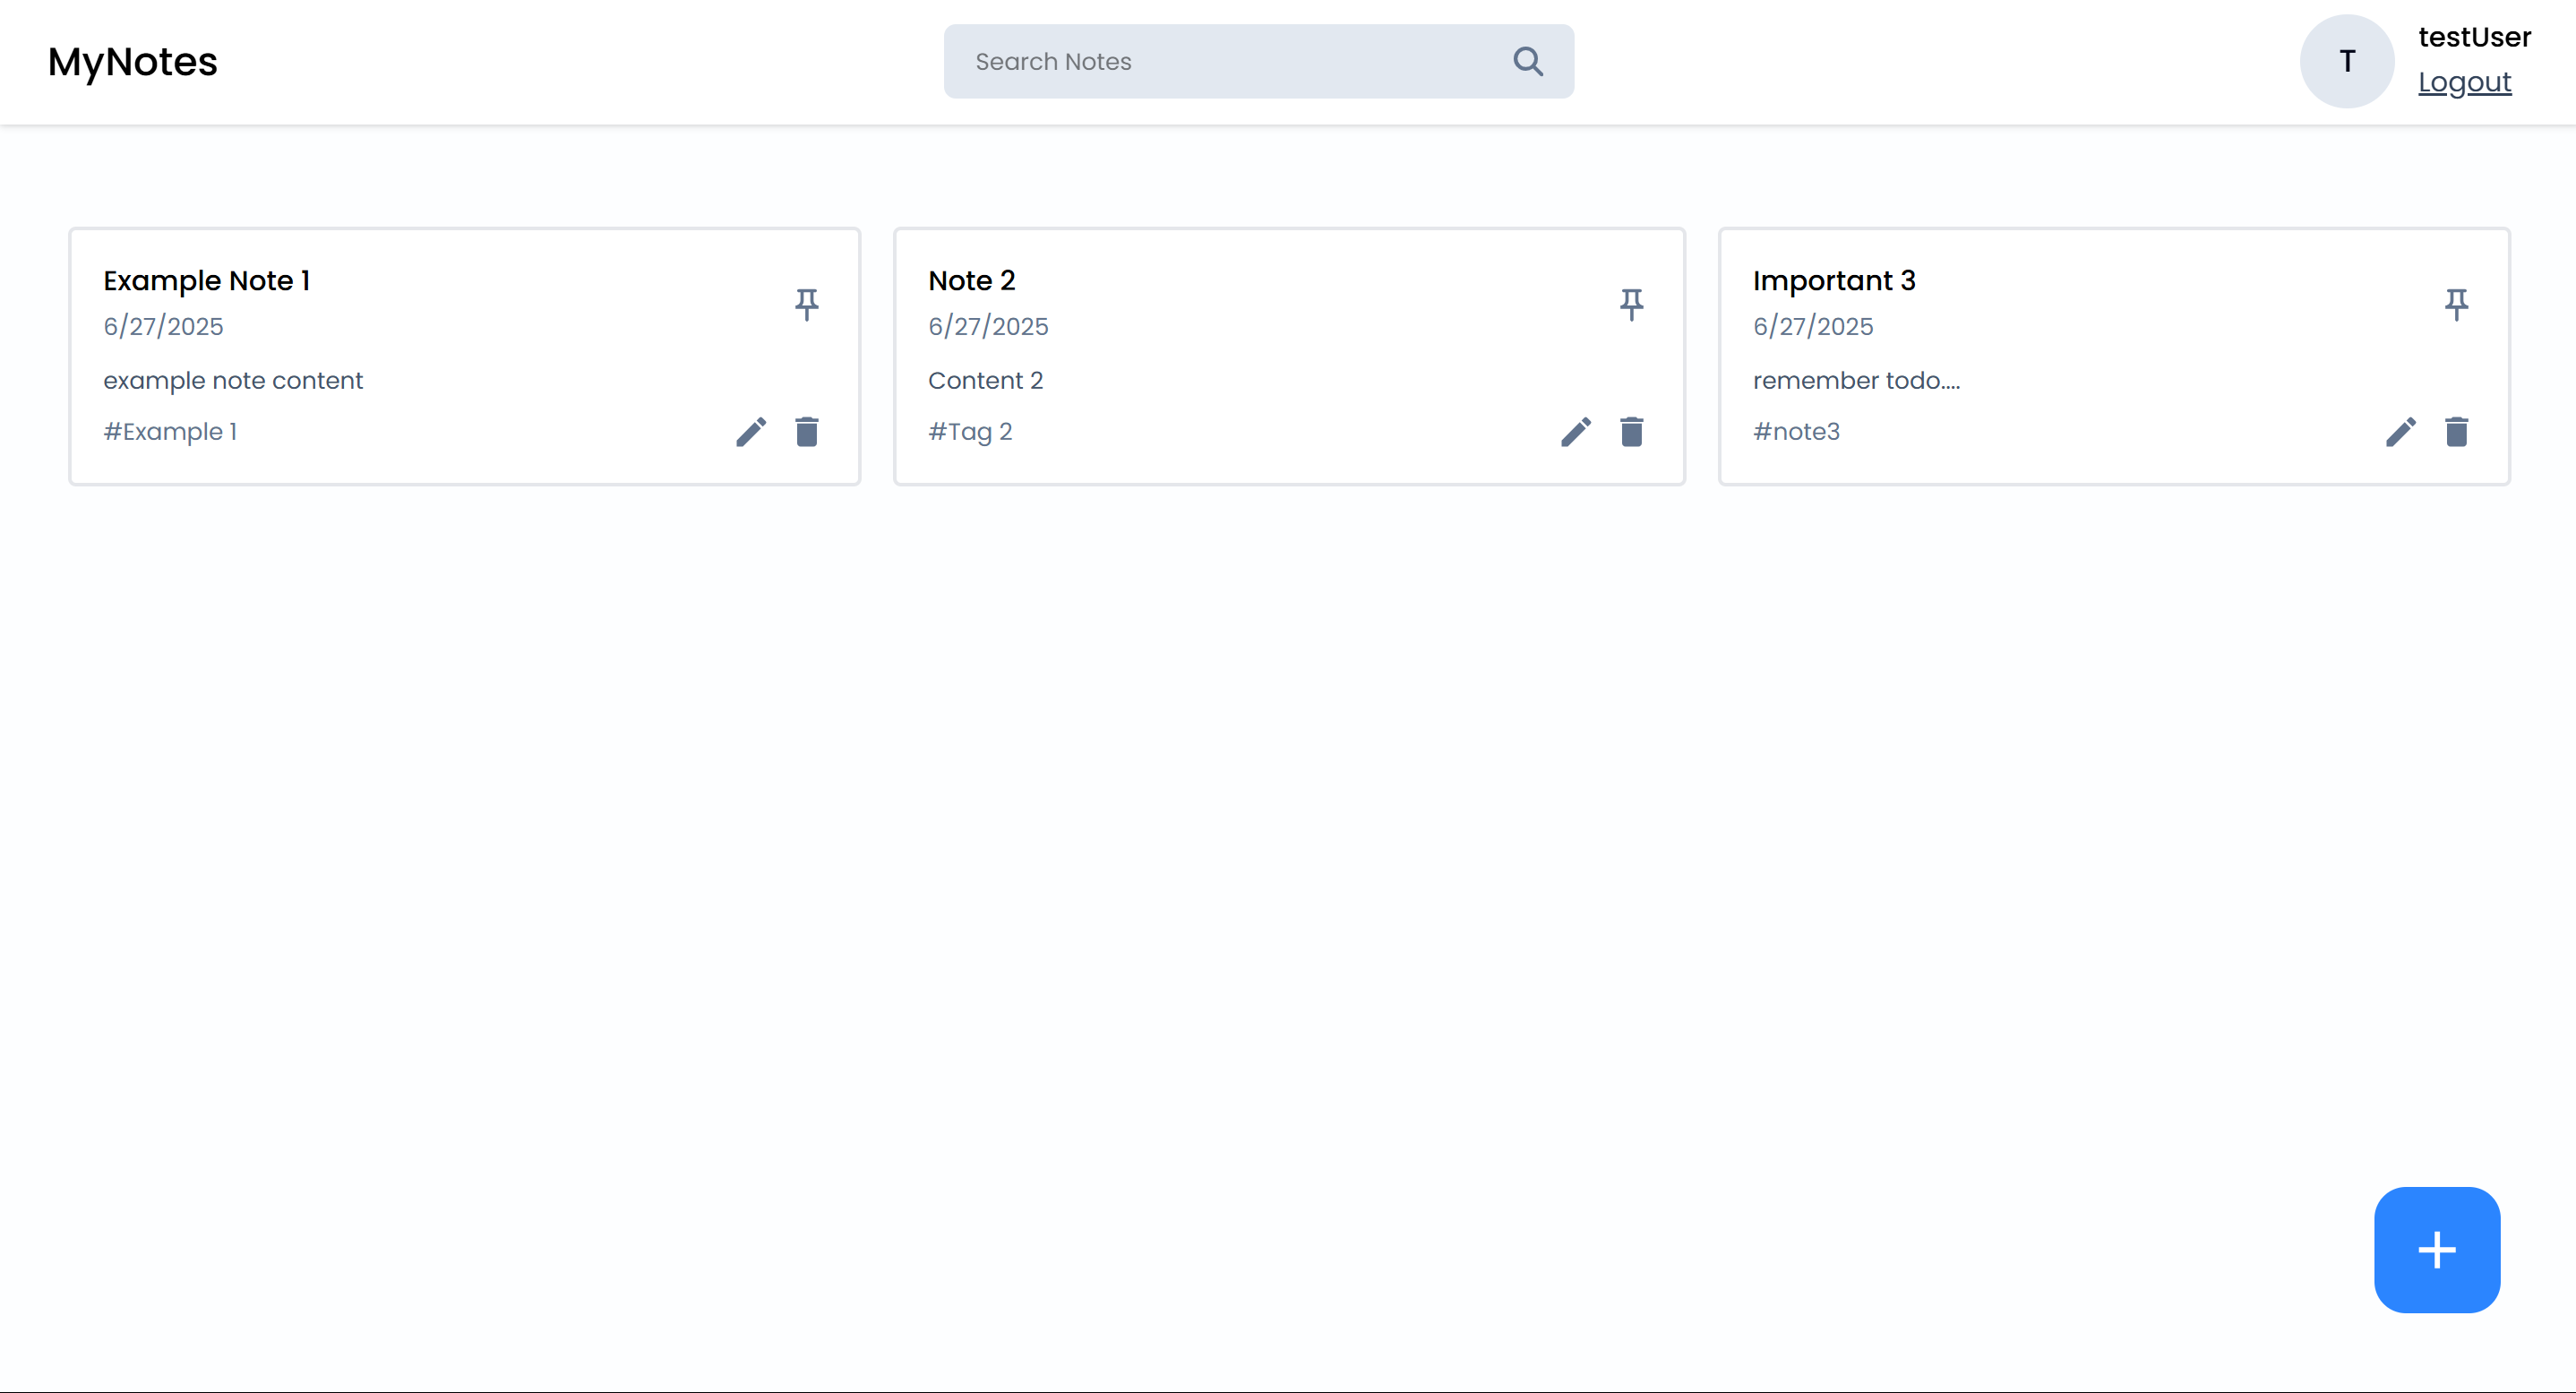 MyNotes
Search Notes
T
testUser
Logout
Example Note 1
6/27/2025
example note content
#Example 1
Note 2
6/27/2025
Content 2
#Tag 2
Important 3
6/27/2025
remember todo....
#note3